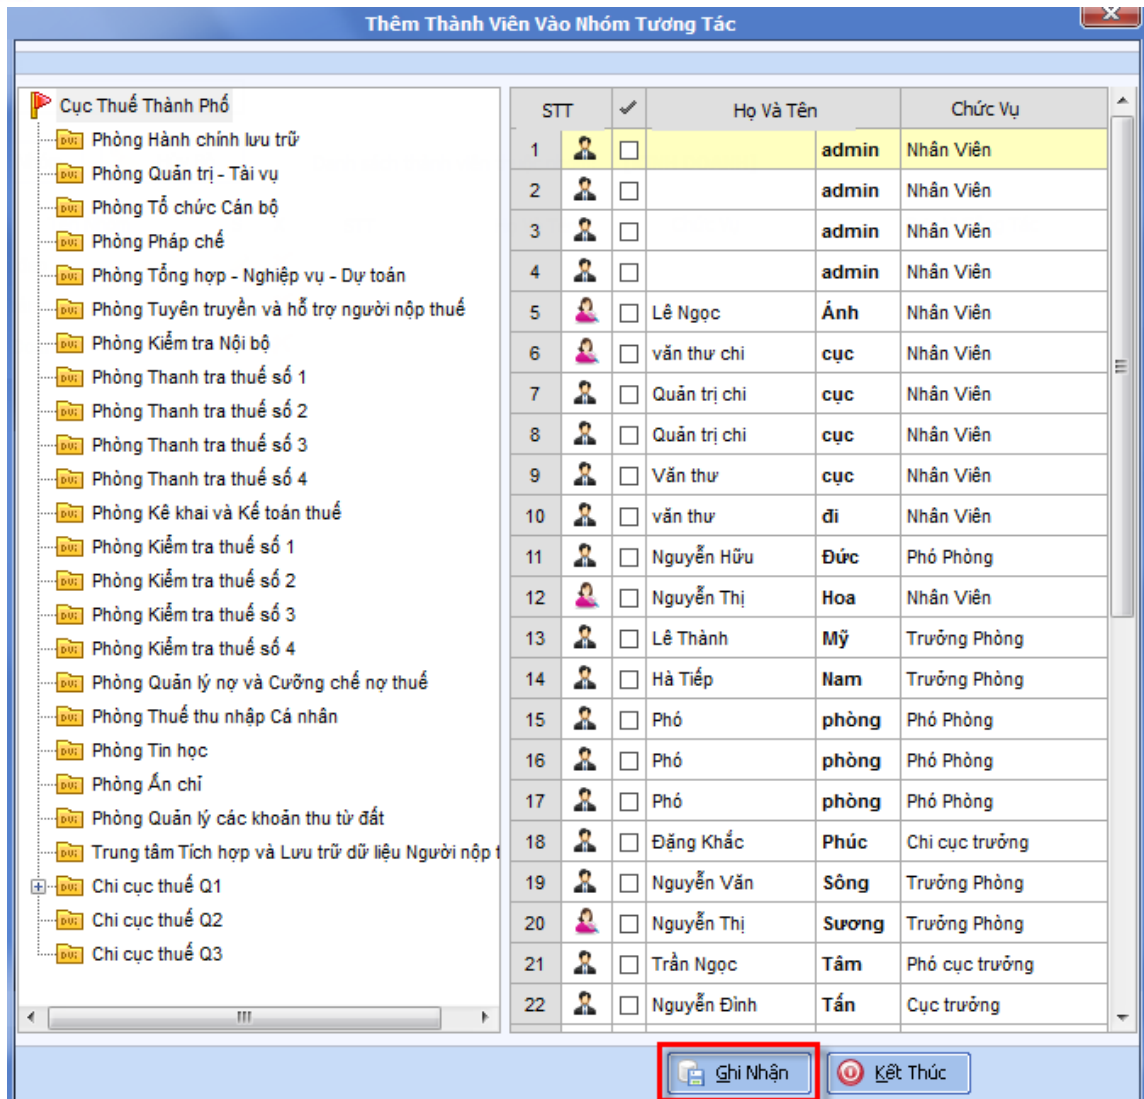 Thêm Thành Viên Vào Nhóm Tương Tác
Cục Thuế Thành Phố
Phòng Hành chính lưu trữ
Phòng Quản trị - Tài vụ
Phòng Tổ chức Cán bộ
Phòng Pháp chế
Phòng Tổng hợp - Nghiệp vụ - Dự toán
Phòng Tuyên truyền và hỗ trợ người nộp thuế
Phòng Kiểm tra Nội bộ
Phòng Thanh tra thuế số 1
Phòng Thanh tra thuế số 2
Phòng Thanh tra thuế số 3
Phòng Thanh tra thuế số 4
Phòng Kê khai và Kế toán thuế
Phòng Kiểm tra thuế số 1
Phòng Kiểm tra thuế số 2
Phòng Kiểm tra thuế số 3
Phòng Kiểm tra thuế số 4
Phòng Quản lý nợ và Cưỡng chế nợ thuế
Phòng Thuế thu nhập Cá nhân
Phòng Tin học
Phòng Ấn chỉ
Phòng Quản lý các khoản thu từ đất
Trung tâm Tích hợp và Lưu trữ dữ liệu Người nộp t
Chi cục thuế Q1
Chi cục thuế Q2
Chi cục thuế Q3
STT Họ Và Tên Chức Vụ
1 admin Nhân Viên
2 admin Nhân Viên
3 admin Nhân Viên
4 admin Nhân Viên
5 Lê Ngọc Ánh Nhân Viên
6 văn thư chi cục Nhân Viên
7 Quản trị chi cục Nhân Viên
8 Quản trị chi cục Nhân Viên
9 Văn thư cục Nhân Viên
10 văn thư đi Nhân Viên
11 Nguyễn Hữu Đức Phó Phòng
12 Nguyễn Thị Hoa Nhân Viên
13 Lê Thành Mỹ Trưởng Phòng
14 Hà Tiếp Nam Trưởng Phòng
15 Phó phòng Phó Phòng
16 Phó phòng Phó Phòng
17 Phó phòng Phó Phòng
18 Đặng Khắc Phúc Chi cục trưởng
19 Nguyễn Văn Sông Trưởng Phòng
20 Nguyễn Thị Sương Trưởng Phòng
21 Trần Ngọc Tâm Phó cục trưởng
22 Nguyễn Đình Tấn Cục trưởng
Ghi Nhận Kết Thúc